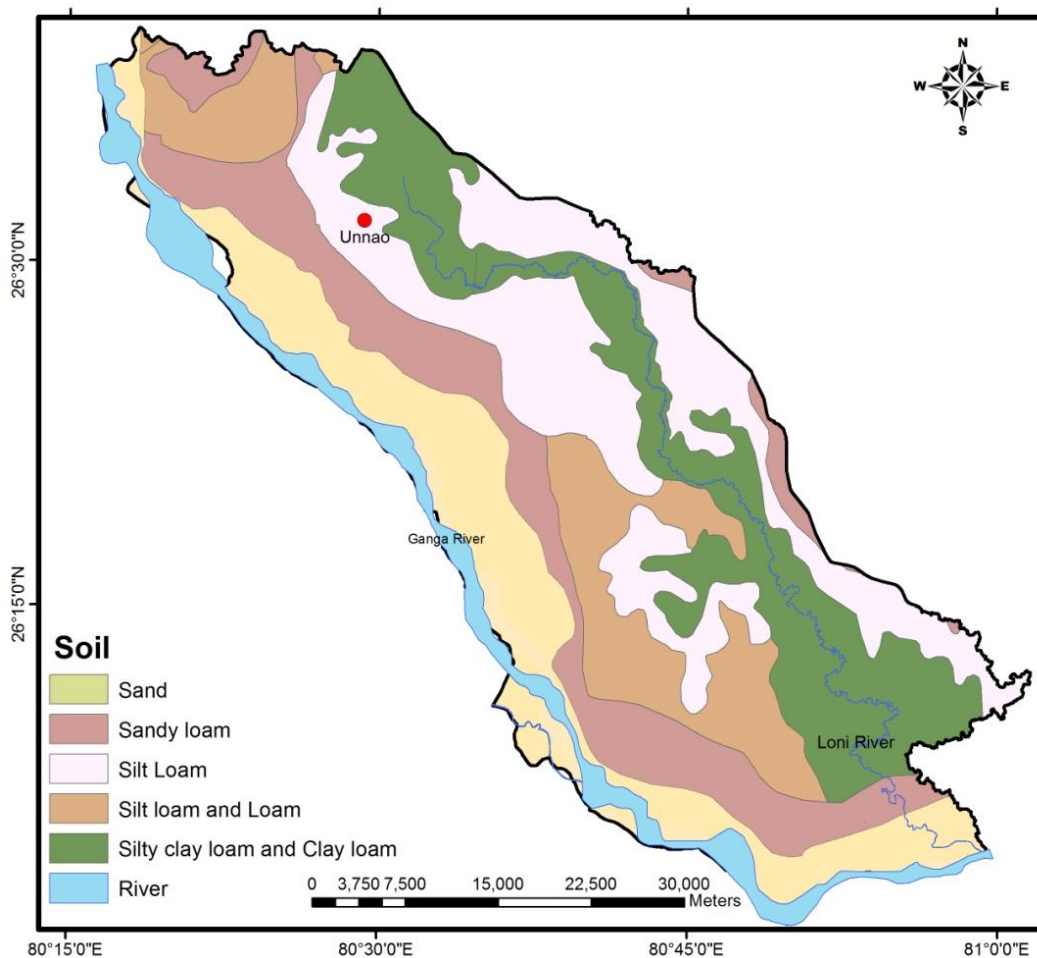 N
W E
S
Unnao
26°30'0"N
Ganga River
26°15'0"N
Loni River
Soil
Sand
Sandy loam
Silt Loam
Silt loam and Loam
Silty clay loam and Clay loam
River
0 3,750 7,500 15,000 22,500 30,000
Meters
80°15'0"E 80°30'0"E 80°45'0"E 81°0'0"E